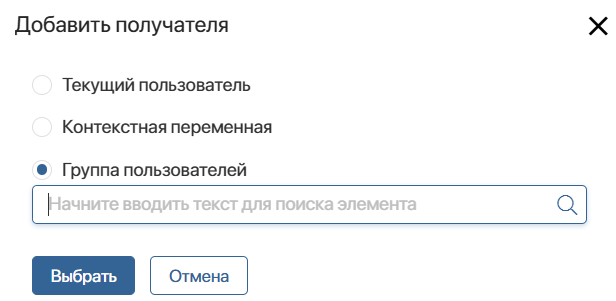 Добавить получателя
Текущий пользователь
Контекстная переменная
Группа пользователей
Начните вводить текст для поиска элемента
Выбрать
Отмена